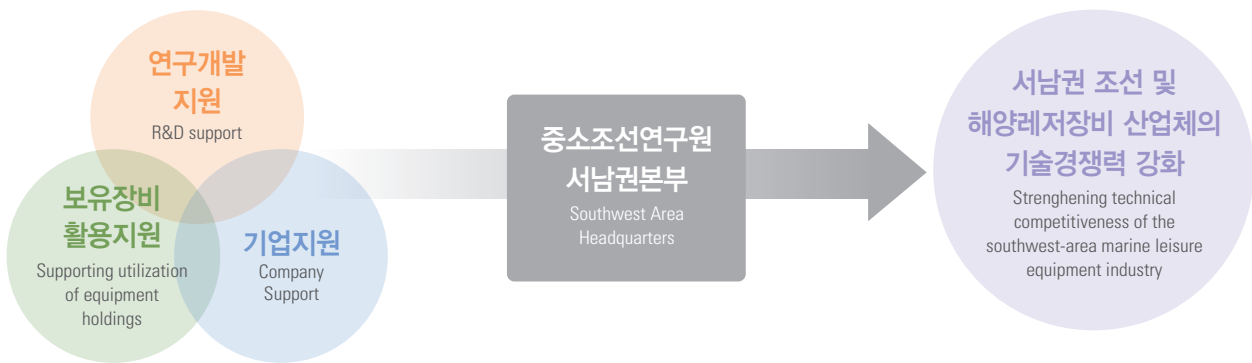 연구개발
지원
R&D support
보유장비
활용지원
Supporting utilization
of equipment
holdings
기업지원
Company
Support
중소조선연구원
서남권본부
Southwest Area
Headquarters
서남권 조선 및
해양레저장비 산업체의
기술경쟁력 강화
Strenghening technical
competitiveness of the
southwest-area marine leisure
equipment industry